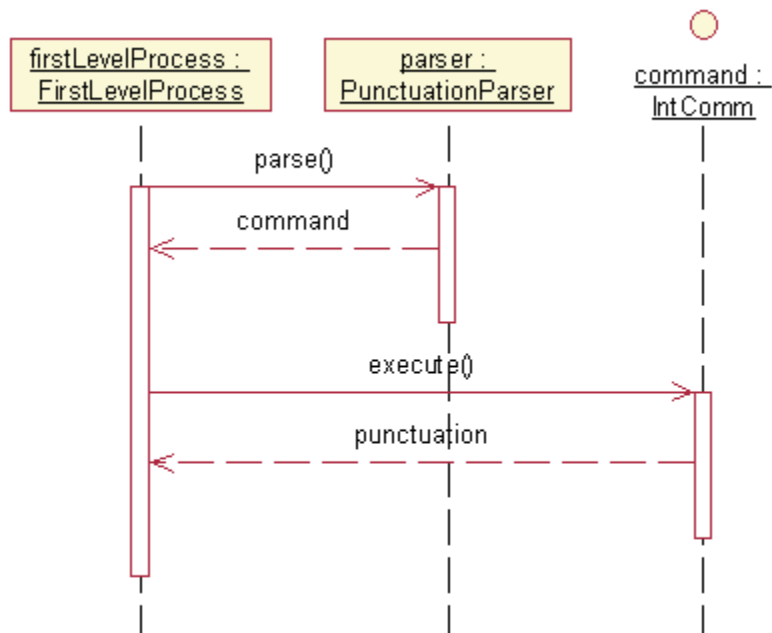 firstLevelProcess :
FirstLevelProcess
parser :
PunctuationParser
command :
IntComm
parse()
command
execute()
punctuation